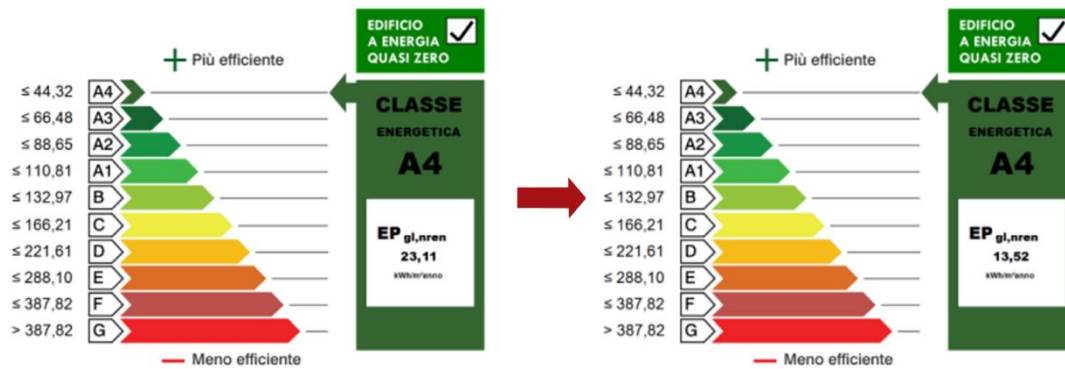 EDIFICIO
A ENERGIA
QUASI ZERO
Più efficiente
≤ 44,32 A4
≤ 66,48 A3
≤ 88,65 A2
≤ 110,81 A1
≤ 132,97 B
≤ 166,21 C
≤ 221,61 D
≤ 288,10 E
≤ 387,82 F
> 387,82 G
Meno efficiente
CLASSE
ENERGETICA
A4
EP gl,nren
23,11
kWh/m²anno
EDIFICIO
A ENERGIA
QUASI ZERO
Più efficiente
≤ 44,32 A4
≤ 66,48 A3
≤ 88,65 A2
≤ 110,81 A1
≤ 132,97 B
≤ 166,21 C
≤ 221,61 D
≤ 288,10 E
≤ 387,82 F
> 387,82 G
Meno efficiente
CLASSE
ENERGETICA
A4
EP gl,nren
13,52
kWh/m²anno